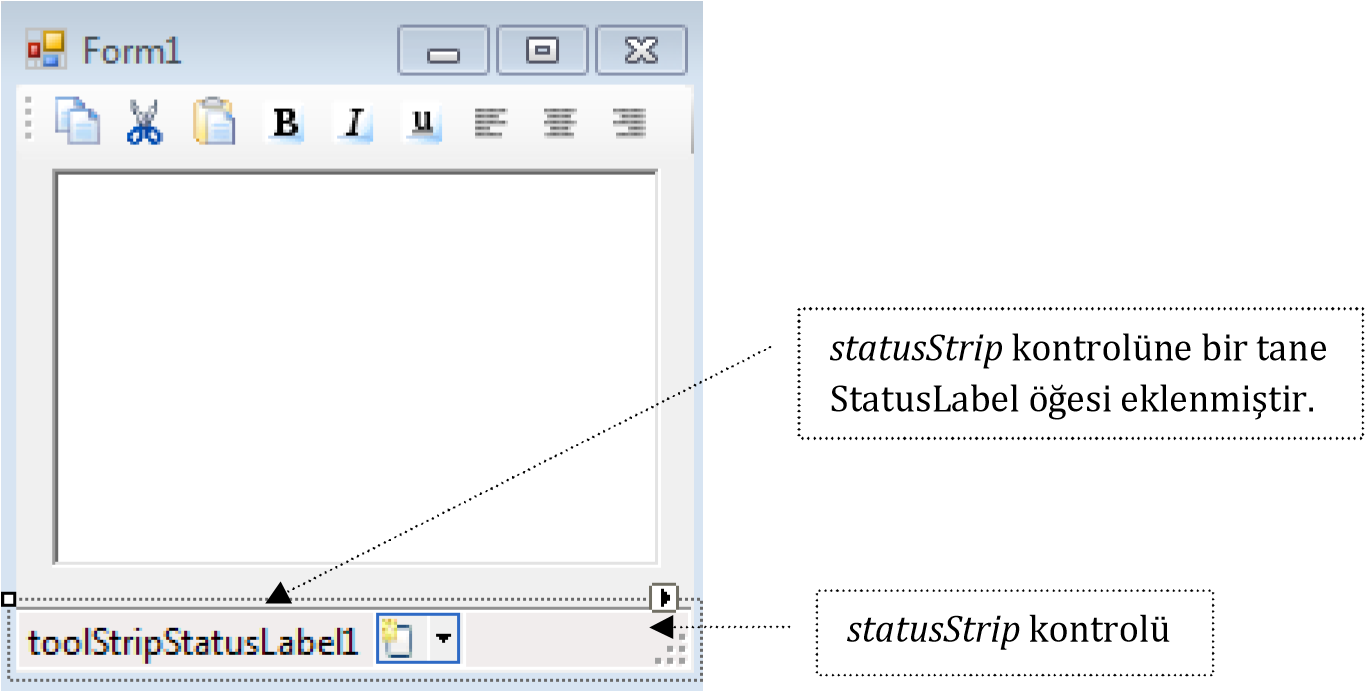 Form1
B I u
statusStrip kontrolüne bir tane
StatusLabel öğesi eklenmiştir.
toolStripStatusLabel1
statusStrip kontrolü